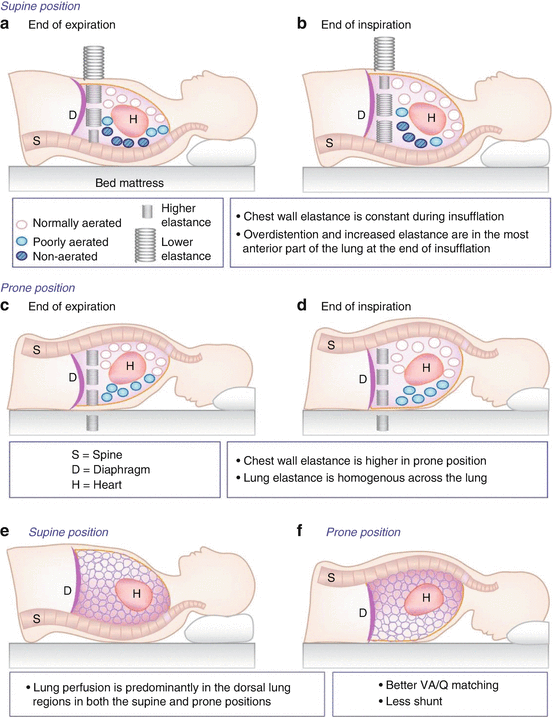 Supine position
a End of expiration
b End of inspiration
D
H
S
D
H
S
Bed mattress
Normally aerated
Poorly aerated
Non-aerated
Higher
elastance
Lower
elastance
• Chest wall elastance is constant during insufflation
• Overdistention and increased elastance are in the most
anterior part of the lung at the end of insufflation
Prone position
c End of expiration
d End of inspiration
S
D
H
S
D
H
S = Spine
D = Diaphragm
H = Heart
• Chest wall elastance is higher in prone position
• Lung elastance is homogenous across the lung
e Supine position
f Prone position
D
H
S
S
H
D
• Lung perfusion is predominantly in the dorsal lung
regions in both the supine and prone positions
• Better VA/Q matching
• Less shunt